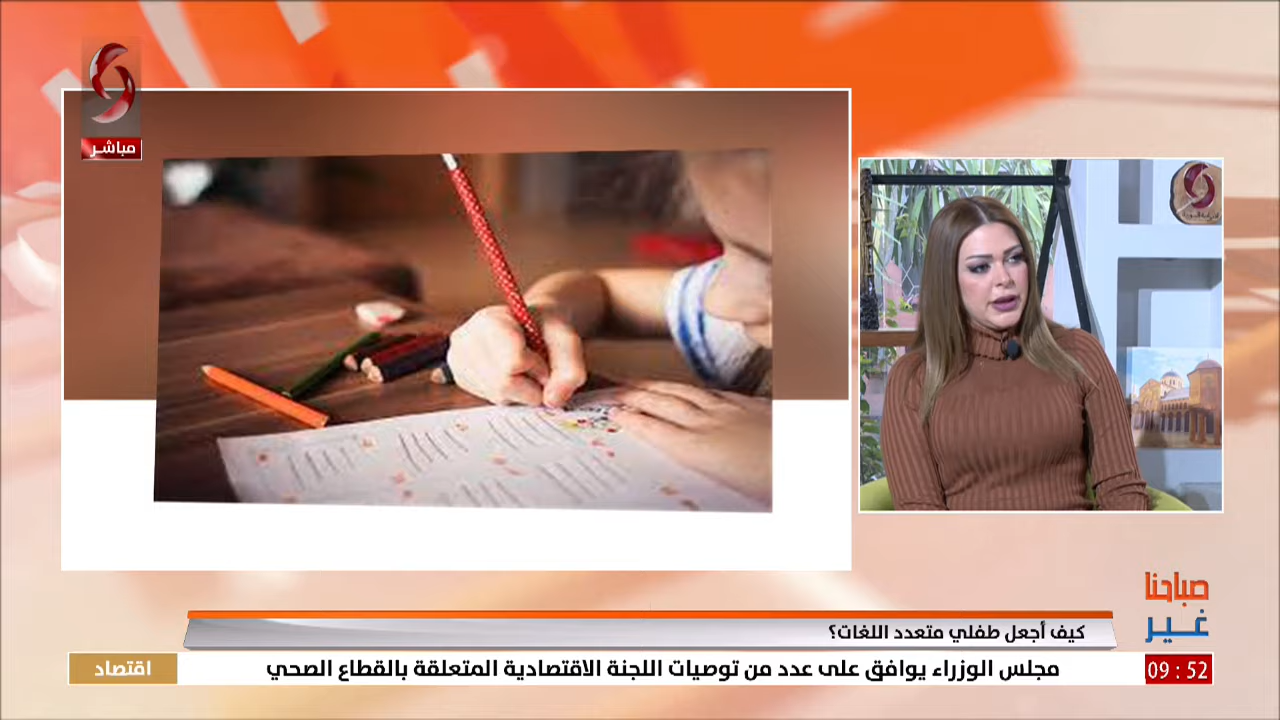 مباشر
صباحنا
غير
كيف أجعل طفلي متعدد اللغات؟
مجلس الوزراء يوافق على عدد من توصيات اللجنة الاقتصادية المتعلقة بالقطاع الصحي
اقتصاد
09 : 52